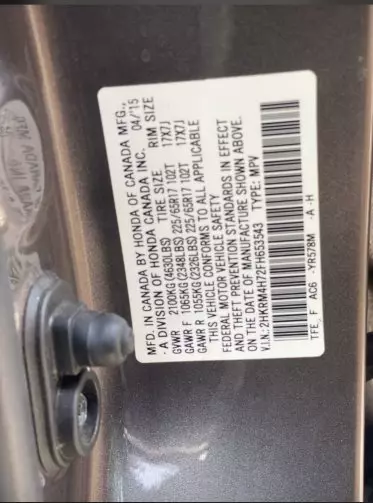 MFD. IN CANADA BY HONDA OF CANADA MFG.,
A DIVISION OF HONDA CANADA INC. 04/15
TIRE SIZE RIM SIZE
GVWR 2100KG(4630LBS)
GAWR F 1065KG(2348LBS) 225/65R17 102T 17X7J
GAWR R 1055KG(2326LBS) 225/65R17 102T 17X7J
THIS VEHICLE CONFORMS TO ALL APPLICABLE
FEDERAL MOTOR VEHICLE SAFETY
AND THEFT PREVENTION STANDARDS IN EFFECT
ON THE DATE OF MANUFACTURE SHOWN ABOVE.
V.I.N.:2HKRM4H72FH653543 TYPE: MPV
TFE_F AC6 -YR578M -A-H